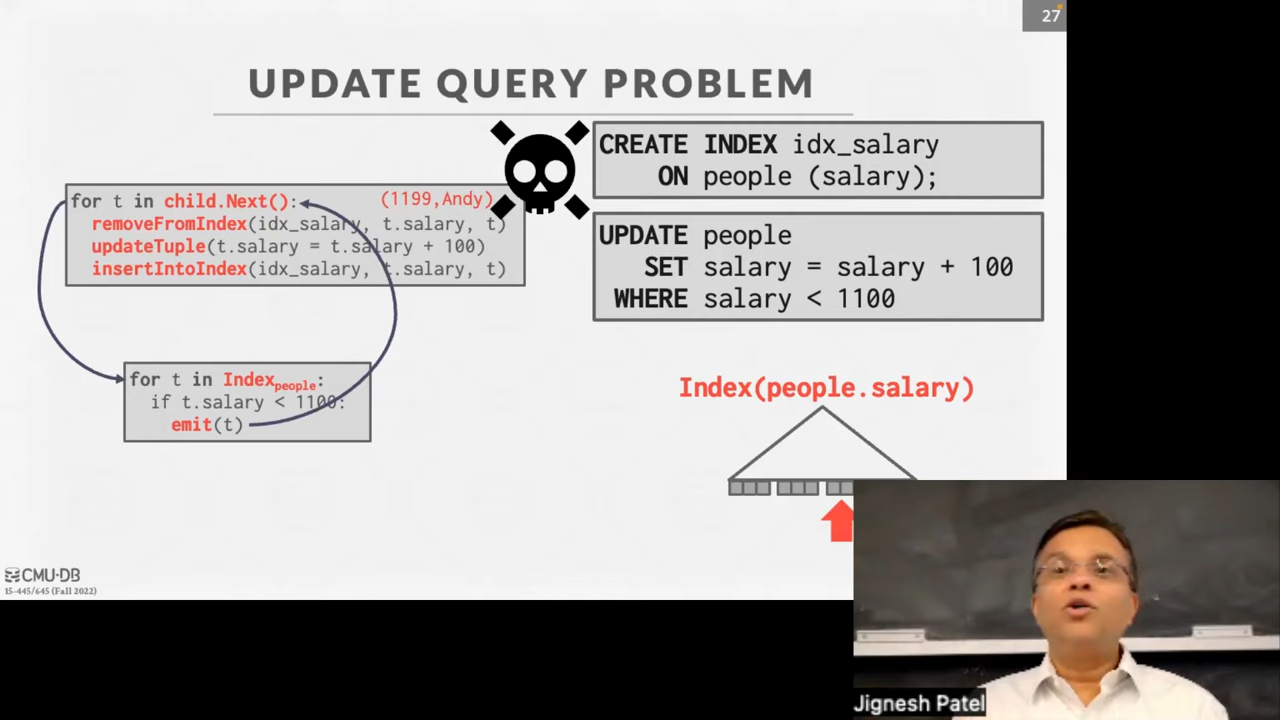 27
UPDATE QUERY PROBLEM
CREATE INDEX idx_salary
ON people (salary);
for t in child.Next(): (1199,Andy)
removeFromIndex(idx_salary, t.salary, t)
updateTuple(t.salary = t.salary + 100)
insertIntoIndex(idx_salary, t.salary, t)
UPDATE people
SET salary = salary + 100
WHERE salary < 1100
for t in Indexpeople:
if t.salary < 1100:
emit(t)
Index(people.salary)
CMU·DB
15-445/645 (Fall 2022)
Jignesh Patel